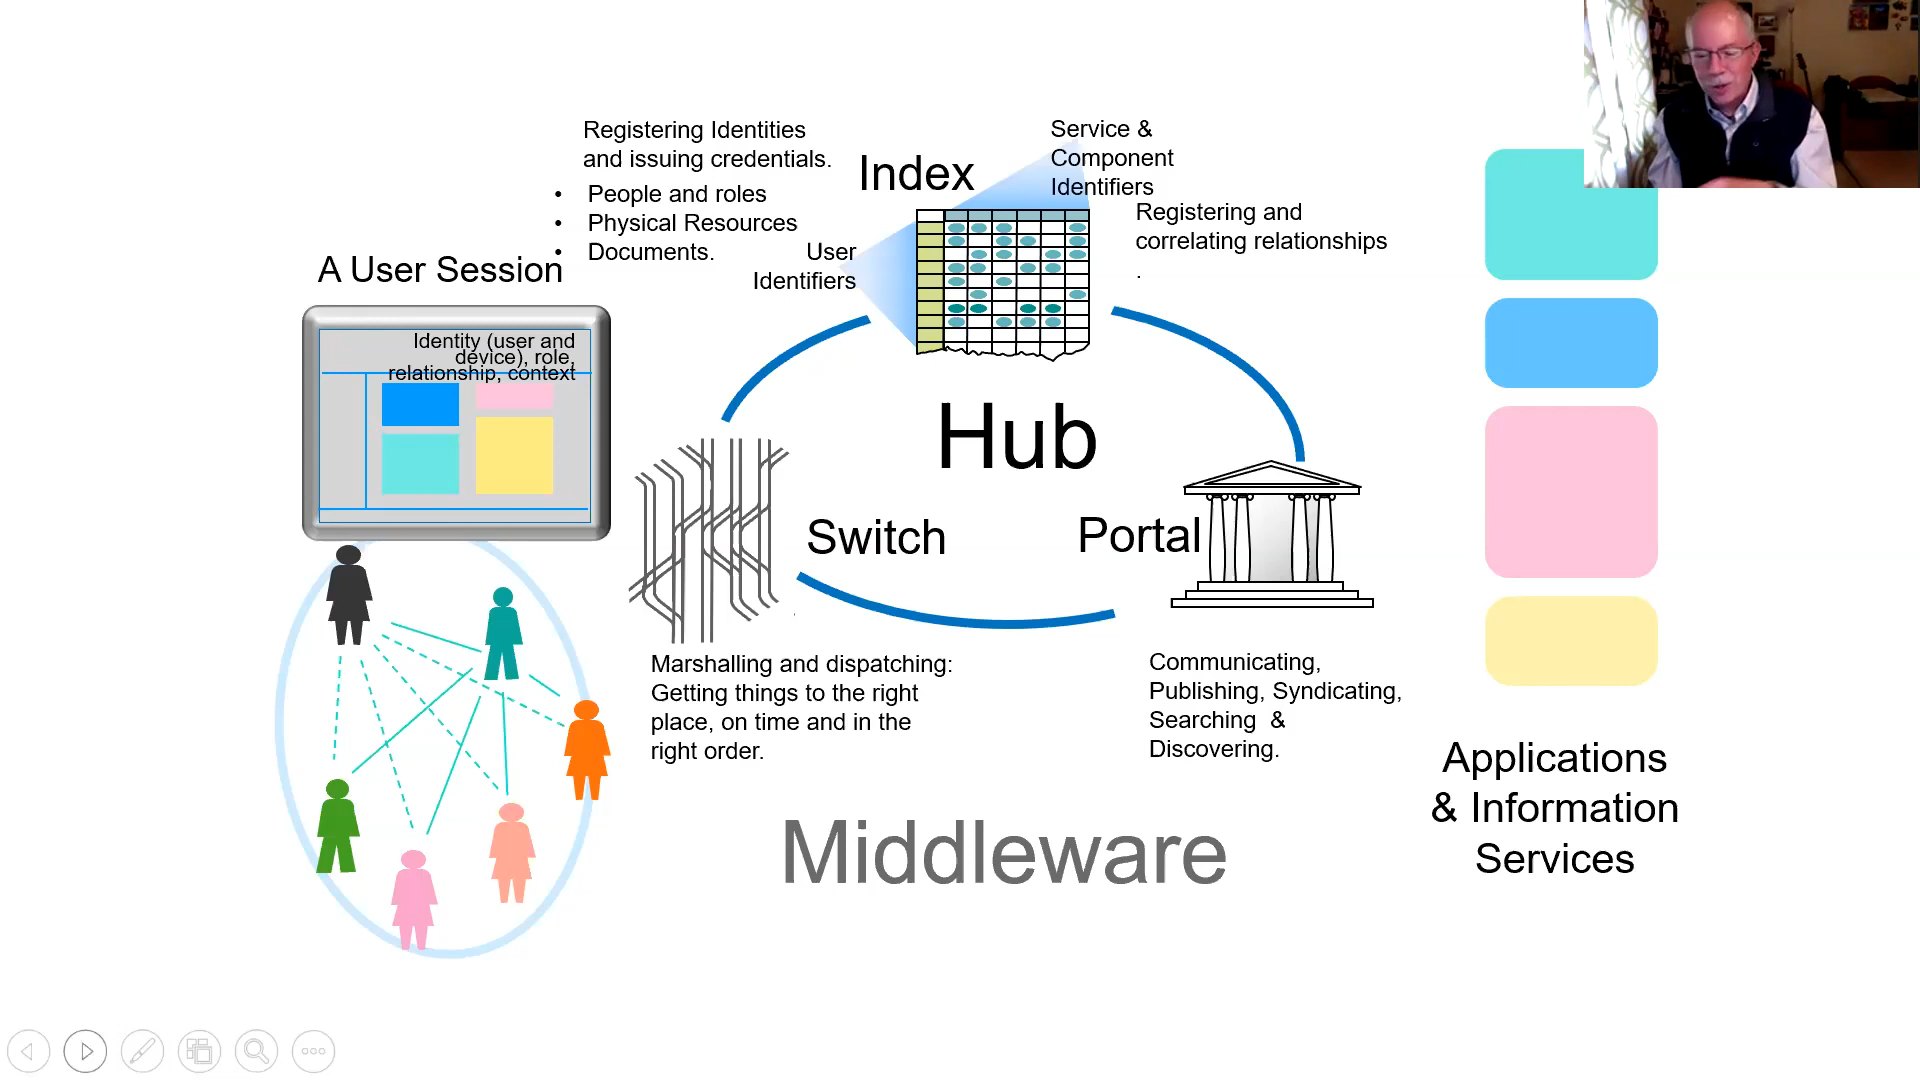 Registering Identities
and issuing credentials.
• People and roles
• Physical Resources
• Documents.
Index
Service &
Component
Identifiers
Registering and
correlating relationships
.
User
Identifiers
A User Session
Identity (user and
device), role,
relationship, context
Hub
Switch
Portal
Marshalling and dispatching:
Getting things to the right
place, on time and in the
right order.
Communicating,
Publishing, Syndicating,
Searching &
Discovering.
Middleware
Applications
& Information
Services